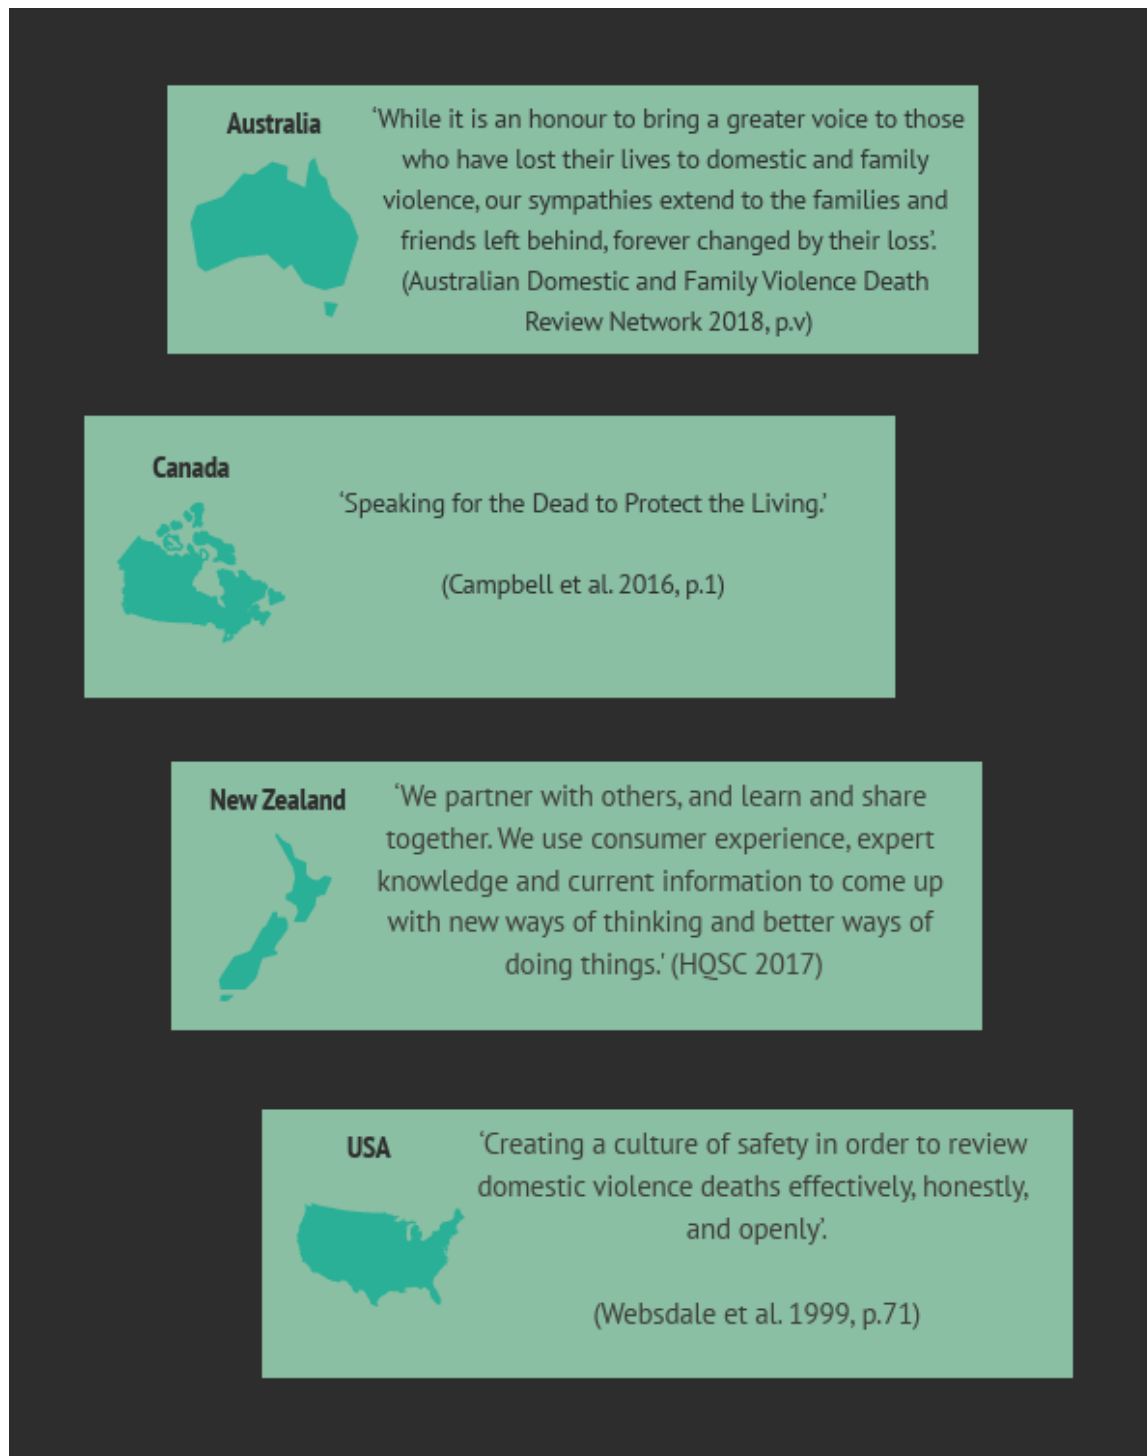 Australia
‘While it is an honour to bring a greater voice to those
who have lost their lives to domestic and family
violence, our sympathies extend to the families and
friends left behind, forever changed by their loss’.
(Australian Domestic and Family Violence Death
Review Network 2018, p.v)
Canada
‘Speaking for the Dead to Protect the Living.’
(Campbell et al. 2016, p.1)
New Zealand
‘We partner with others, and learn and share
together. We use consumer experience, expert
knowledge and current information to come up
with new ways of thinking and better ways of
doing things.' (HQSC 2017)
USA
‘Creating a culture of safety in order to review
domestic violence deaths effectively, honestly,
and openly’.
(Websdale et al. 1999, p.71)